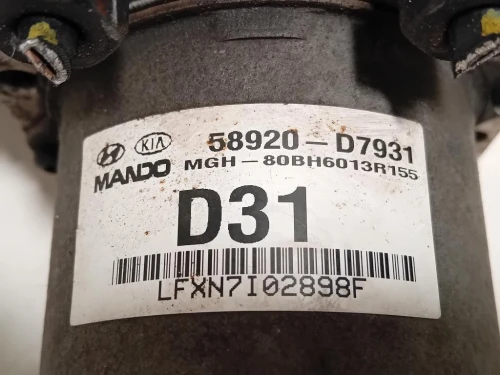 KIA 58920-D7931
MANDO MGH-80BH6013R155
D31
LFXN7I02898F